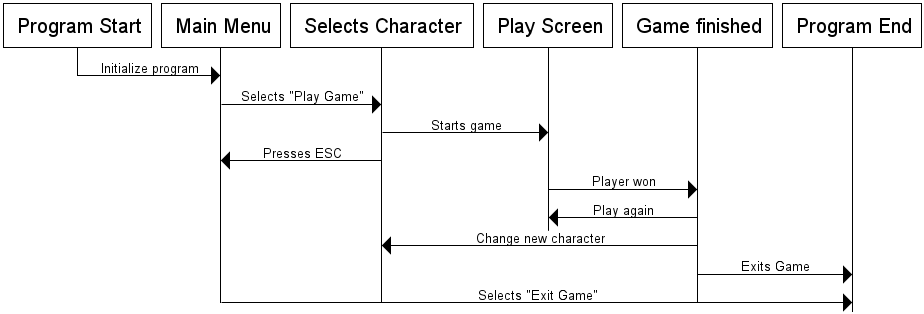 Program Start
Main Menu
Selects Character
Play Screen
Game finished
Program End
Initialize program
Selects "Play Game"
Starts game
Presses ESC
Player won
Play again
Change new character
Exits Game
Selects "Exit Game"